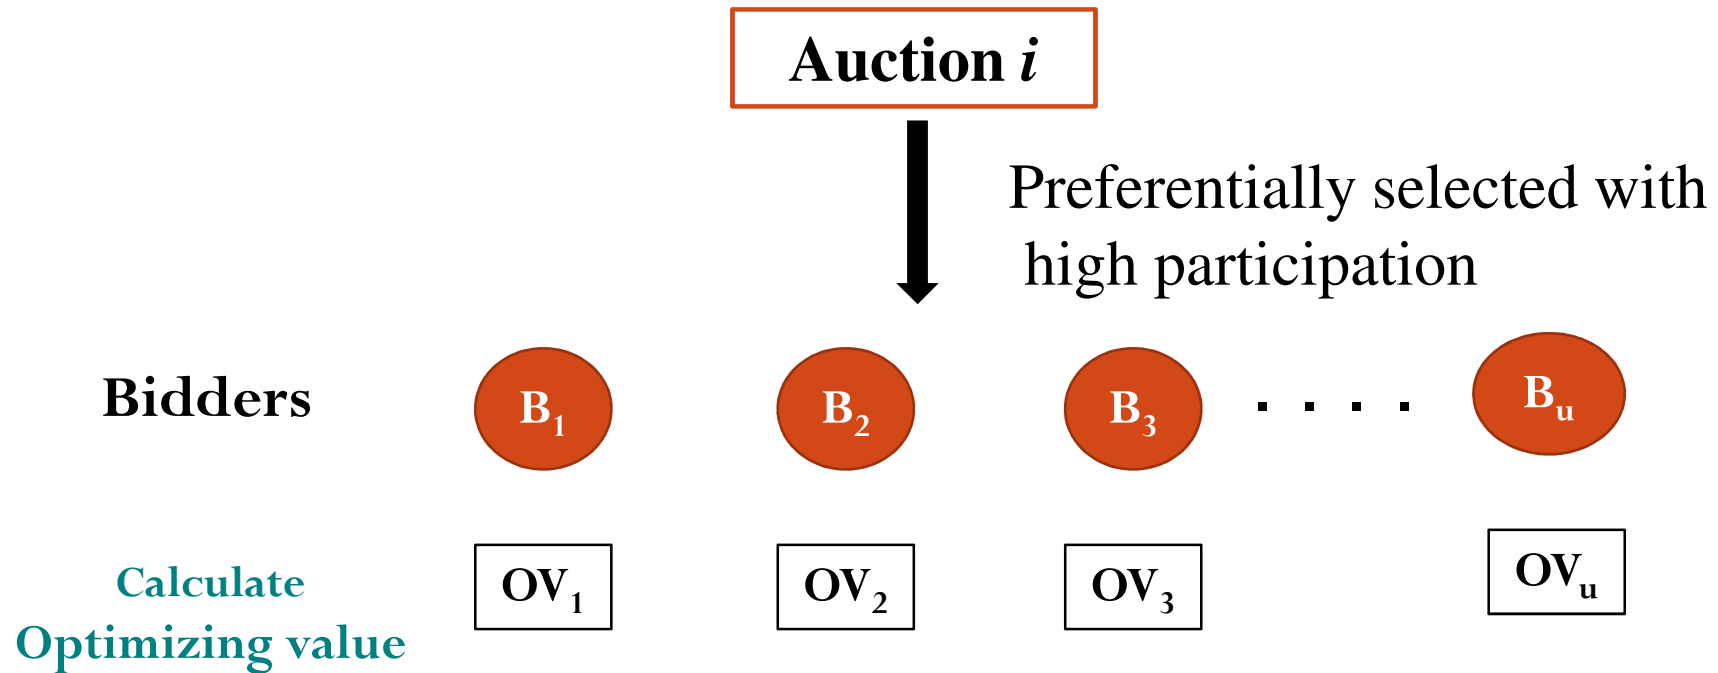 Auction i
Preferentially selected with
high participation
Bidders B₁ B₂ B₃ . . . . Bᵤ
Calculate
Optimizing value
OV₁ OV₂ OV₃ OVᵤ